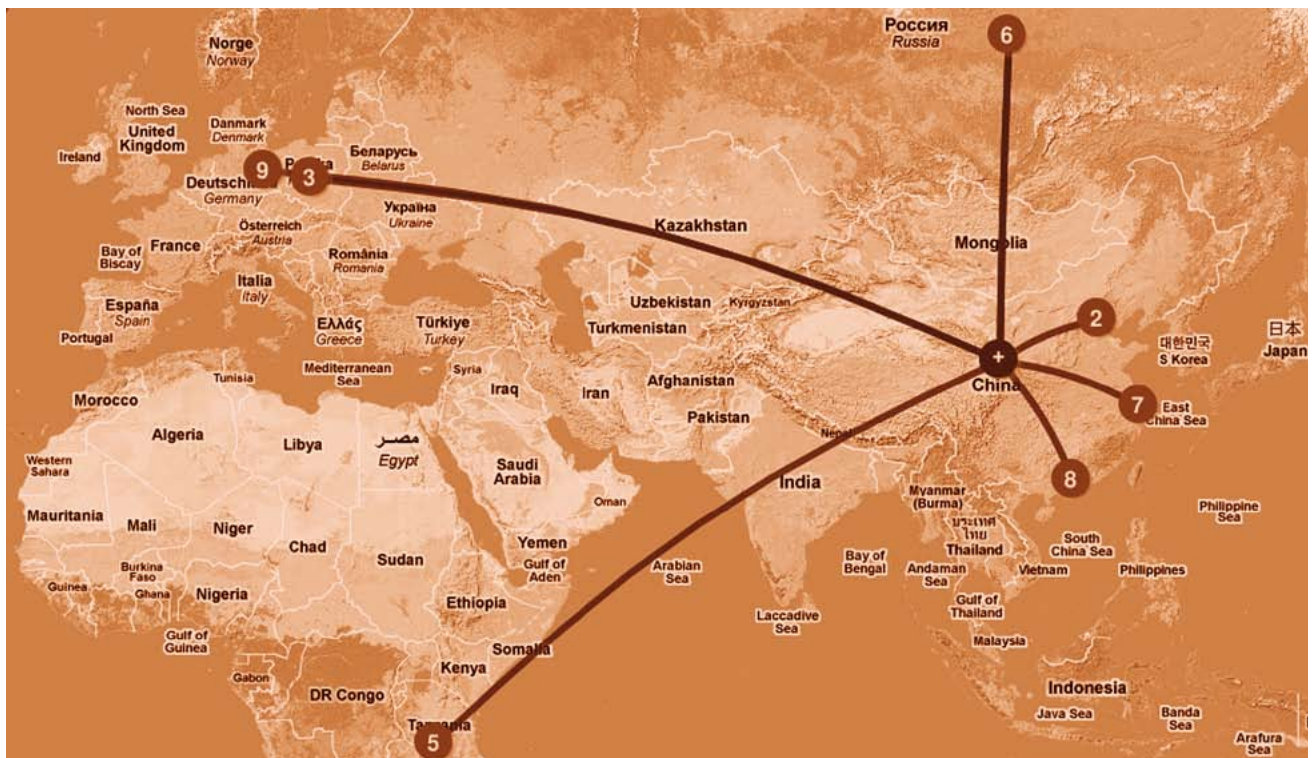 Россия
Russia
6
Norge
Norway
North Sea
United
Kingdom
Danmark
Denmark
Ireland
Беларусь
Belarus
9
3
Deutschl
Germany
Україна
Ukraine
Österreich
Austria
Kazakhstan
Bay of
Biscay
France
România
Romania
Mongolia
Italia
Italy
España
Spain
Portugal
Ελλάς
Greece
Türkiye
Turkey
Uzbekistan
Kyrgyzstan
Turkmenistan
2
대한민국
S Korea
日本
Japan
Mediterranean
Sea
Tunisia
Syria
Iraq
Iran
Afghanistan
Pakistan
+
China
7
East
China Sea
Morocco
Algeria
Libya
مصر
Egypt
Nepal
Western
Sahara
Saudi
Arabia
Oman
India
8
Myanmar
(Burma)
Mauritania
Mali
Niger
Chad
Sudan
Yemen
Gulf of
Aden
Arabian
Sea
Bay of
Bengal
ประเทศ
ไทย
Thailand
Andaman
Sea
Vietnam
South
China Sea
Philippines
Philippine
Sea
Burkina
Faso
Guinea
Ghana
Nigeria
Ethiopia
Laccadive
Sea
Gulf of
Thailand
Malaysia
Gulf of
Guinea
Somalia
Kenya
Gabon
DR Congo
Indonesia
Java Sea
Banda
Sea
Arafura
Sea
Tanzania
5